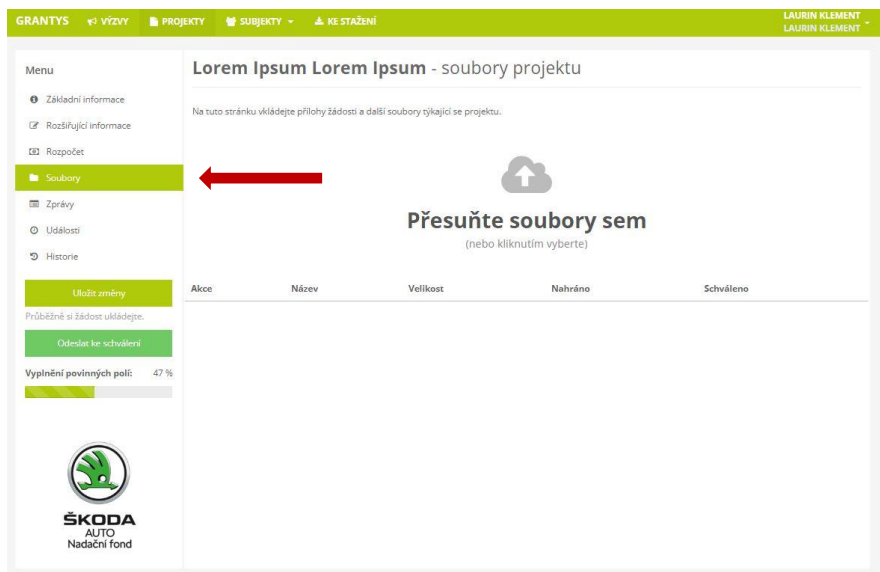 GRANTYS VÝZVY PROJEKTY SUBJEKTY KE STAŽENÍ LAURIN KLEMENT
LAURIN KLEMENT
Menu
Základní informace
Rozšiřující informace
Rozpočet
Soubory
Zprávy
Události
Historie
Uložit změny
Průběžně si žádost ukládejte.
Odeslat ke schválení
Vyplnění povinných polí: 47 %
ŠKODA
AUTO
Nadační fond
Lorem Ipsum Lorem Ipsum - soubory projektu
Na tuto stránku vkládejte přílohy žádosti a další soubory týkající se projektu.
Přesuňte soubory sem
(nebo kliknutím vyberte)
Akce Název Velikost Nahráno Schváleno